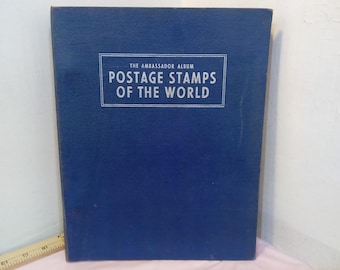 THE AMBASSADOR ALBUM
POSTAGE STAMPS
OF THE WORLD